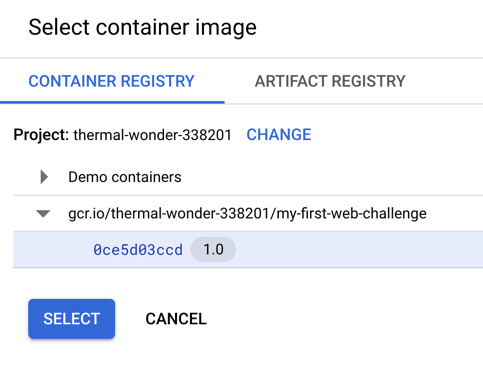 Select container image
CONTAINER REGISTRY ARTIFACT REGISTRY
Project: thermal-wonder-338201 CHANGE
Demo containers
gcr.io/thermal-wonder-338201/my-first-web-challenge
0ce5d03ccd 1.0
SELECT CANCEL